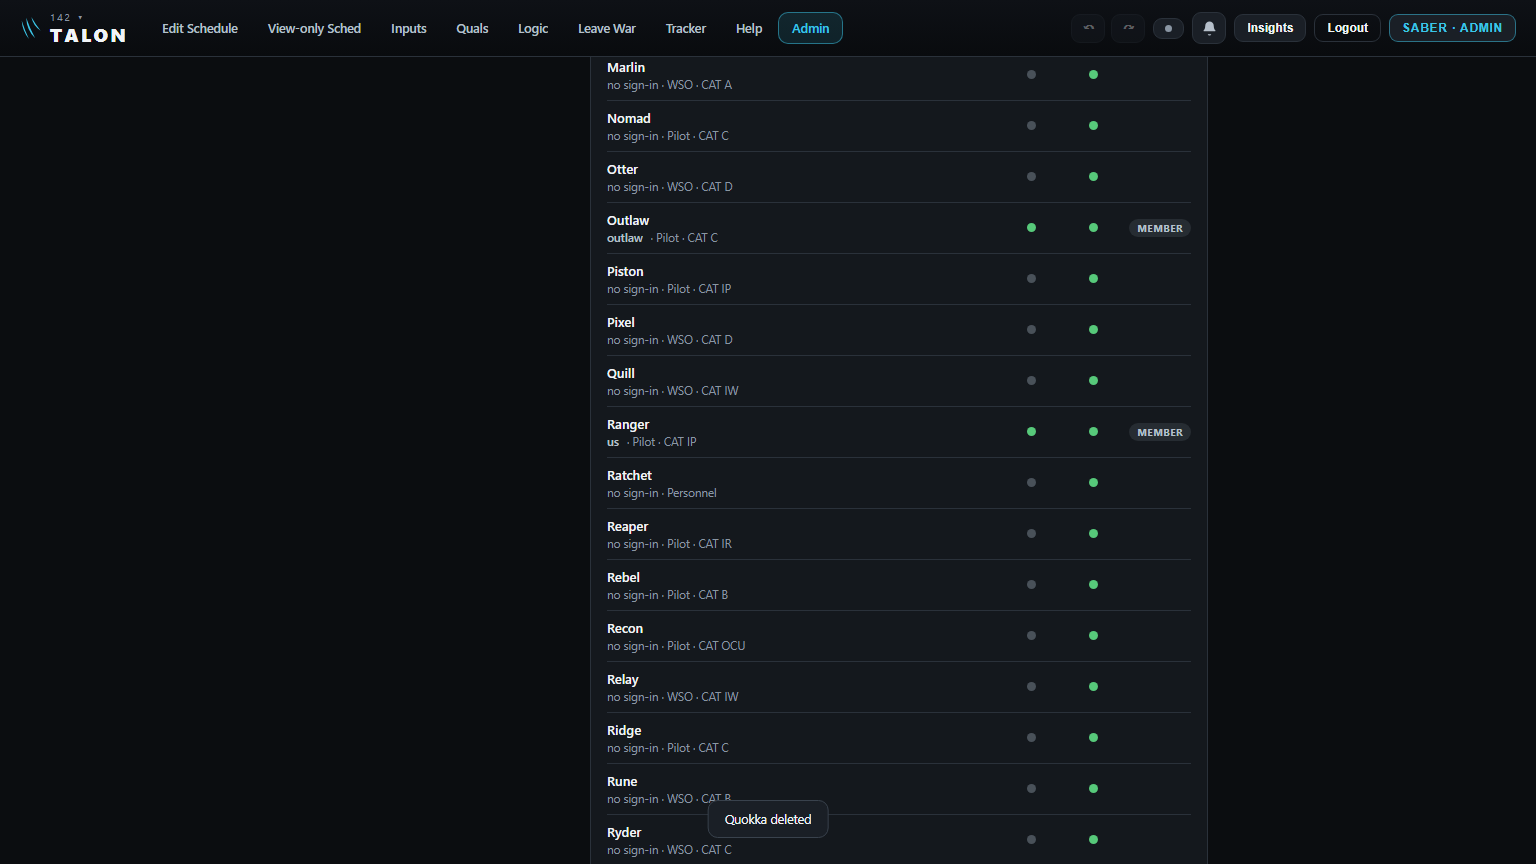 142 ▾
TALON
Edit Schedule
View-only Sched
Inputs
Quals
Logic
Leave War
Tracker
Help
Admin
Insights
Logout
SABER · ADMIN
Marlin
no sign-in · WSO · CAT A
Nomad
no sign-in · Pilot · CAT C
Otter
no sign-in · WSO · CAT D
Outlaw
outlaw · Pilot · CAT C
MEMBER
Piston
no sign-in · Pilot · CAT IP
Pixel
no sign-in · WSO · CAT D
Quill
no sign-in · WSO · CAT IW
Ranger
us · Pilot · CAT IP
MEMBER
Ratchet
no sign-in · Personnel
Reaper
no sign-in · Pilot · CAT IR
Rebel
no sign-in · Pilot · CAT B
Recon
no sign-in · Pilot · CAT OCU
Relay
no sign-in · WSO · CAT IW
Ridge
no sign-in · Pilot · CAT C
Rune
no sign-in · WSO · CAT B
Quokka deleted
Ryder
no sign-in · WSO · CAT C